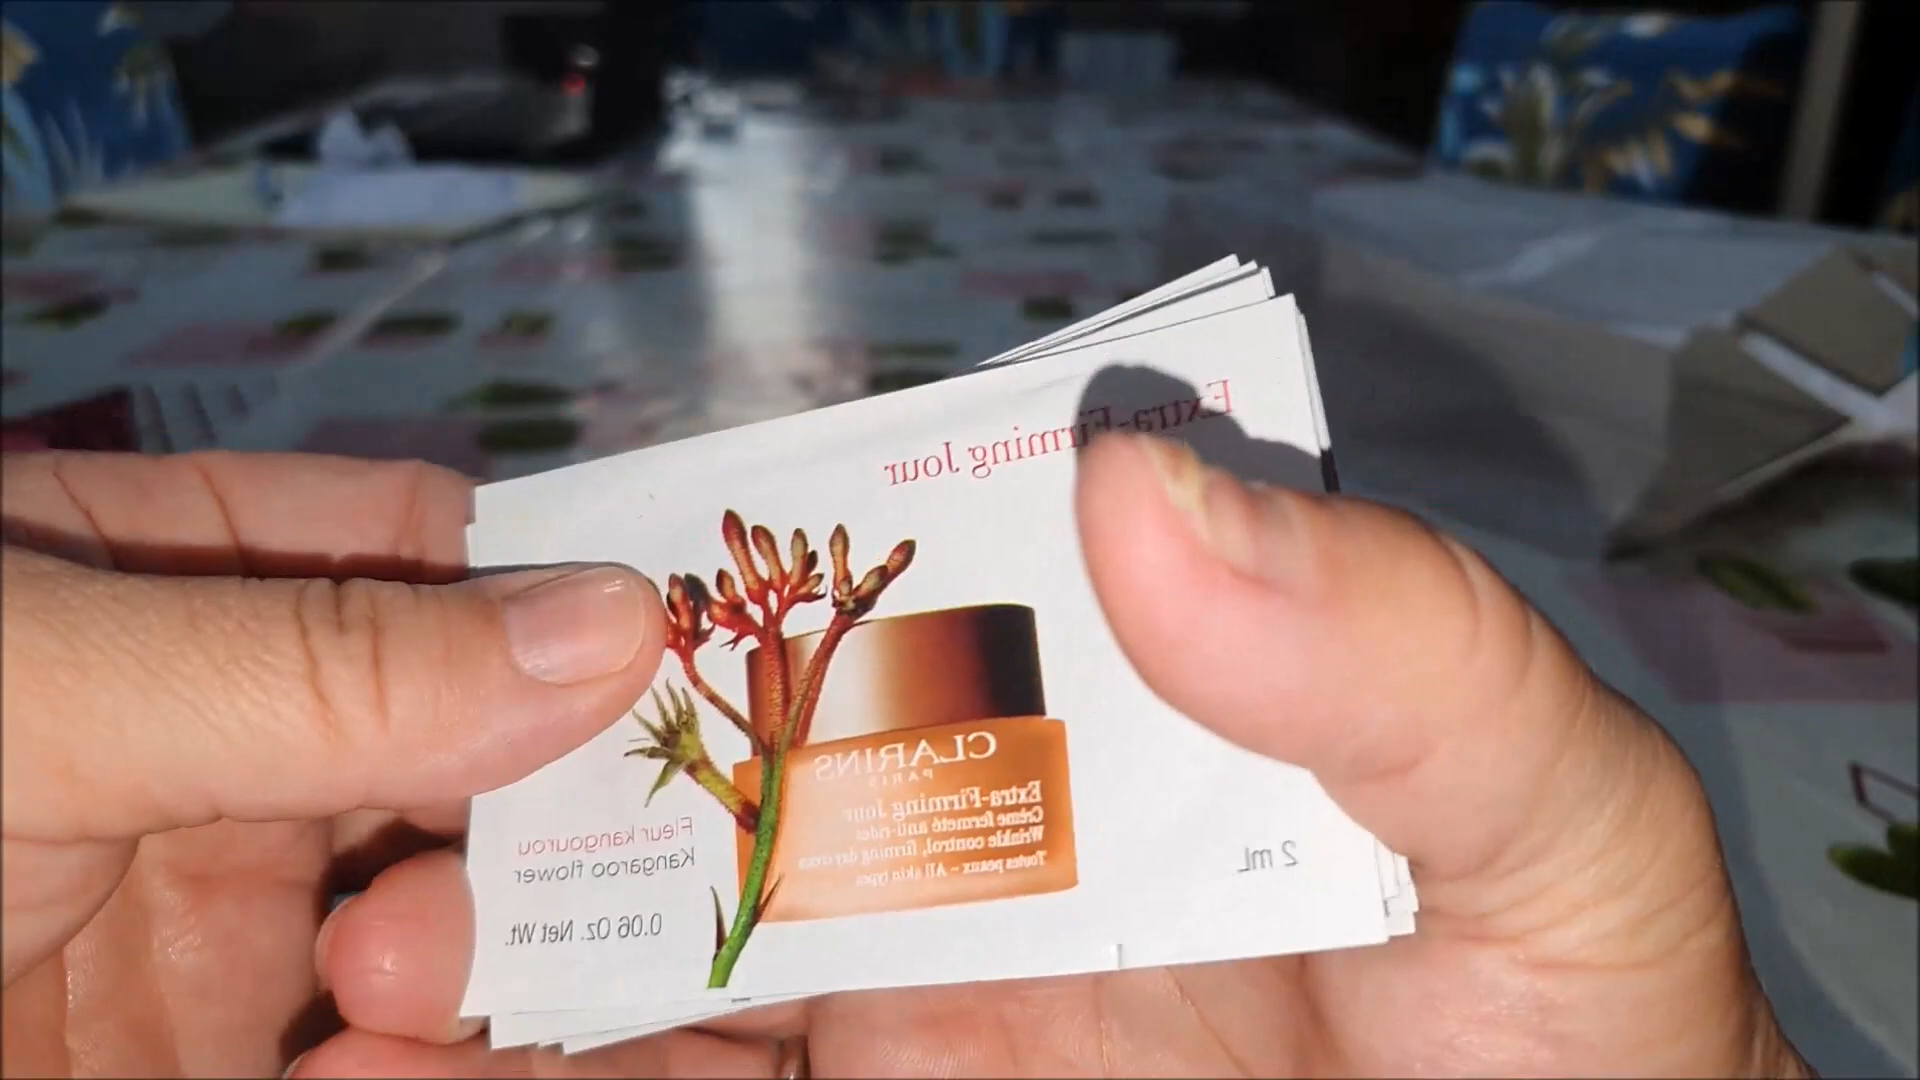 Extra-Firming Jour
CLARINS
PARIS
Extra-Firming Jour
Crème fermeté anti-rides
Wrinkle control, firming day cream
Toutes peaux - All skin types
Fleur kangourou
Kangaroo flower
0.06 Oz. Net Wt.
2 mL